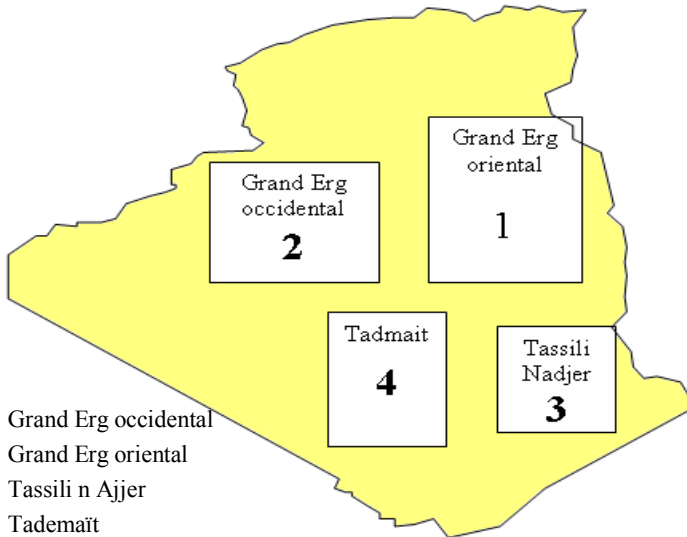 Grand Erg
oriental
1
Grand Erg
occidental
2
Tadmait
4
Tassili
Nadjer
3
Grand Erg occidental
Grand Erg oriental
Tassili n Ajjer
Tademaït